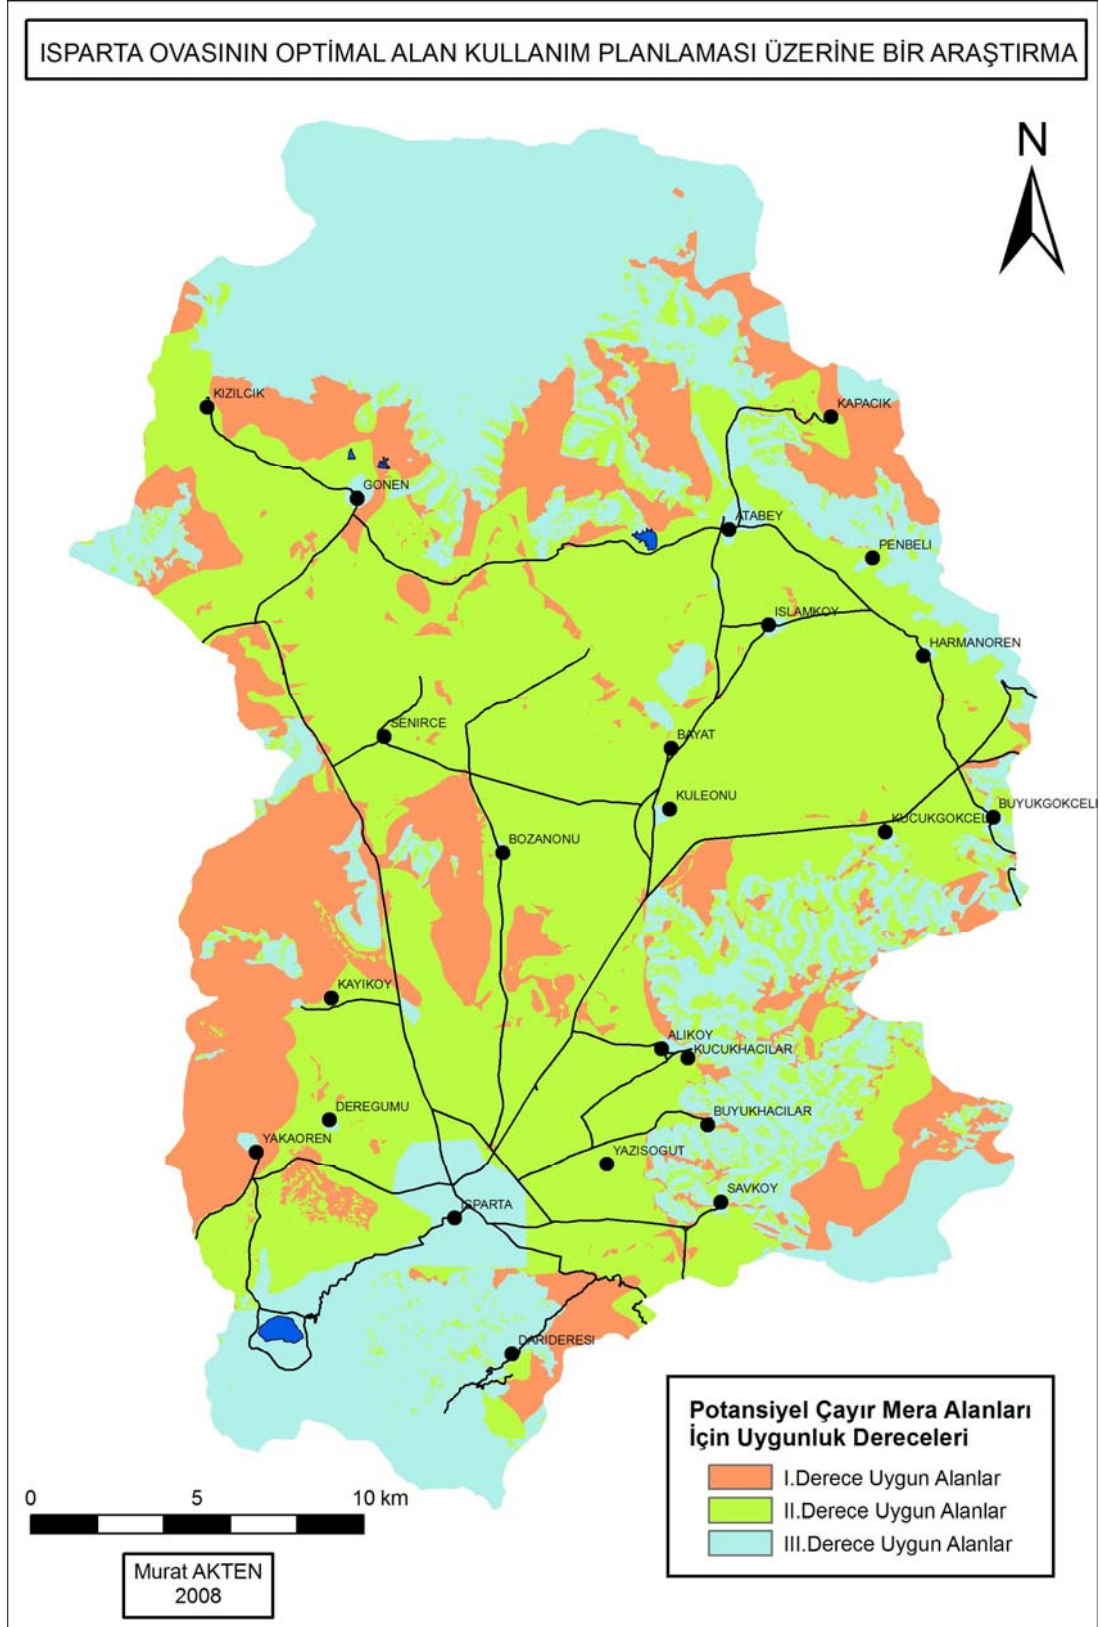 ISPARTA OVASININ OPTİMAL ALAN KULLANIM PLANLAMASI ÜZERİNE BİR ARAŞTIRMA
N
KIZILCIK
KAPACIK
GONEN
ATABEY
PENBELI
ISLAMKOY
HARMANOREN
SENIRCE
BAYAT
KULEONU
BUYUKGOKCELI
KUCUKGOKCELI
BOZANONU
KAYIKOY
ALIKOY
KUCUKHACILAR
DEREGUMU
BUYUKHACILAR
YAKAOREN
YAZISOGUT
ISPARTA
SAVKOY
DARIDERESI
Potansiyel Çayır Mera Alanları
İçin Uygunluk Dereceleri
I.Derece Uygun Alanlar
II.Derece Uygun Alanlar
III.Derece Uygun Alanlar
0 5 10 km
Murat AKTEN
2008